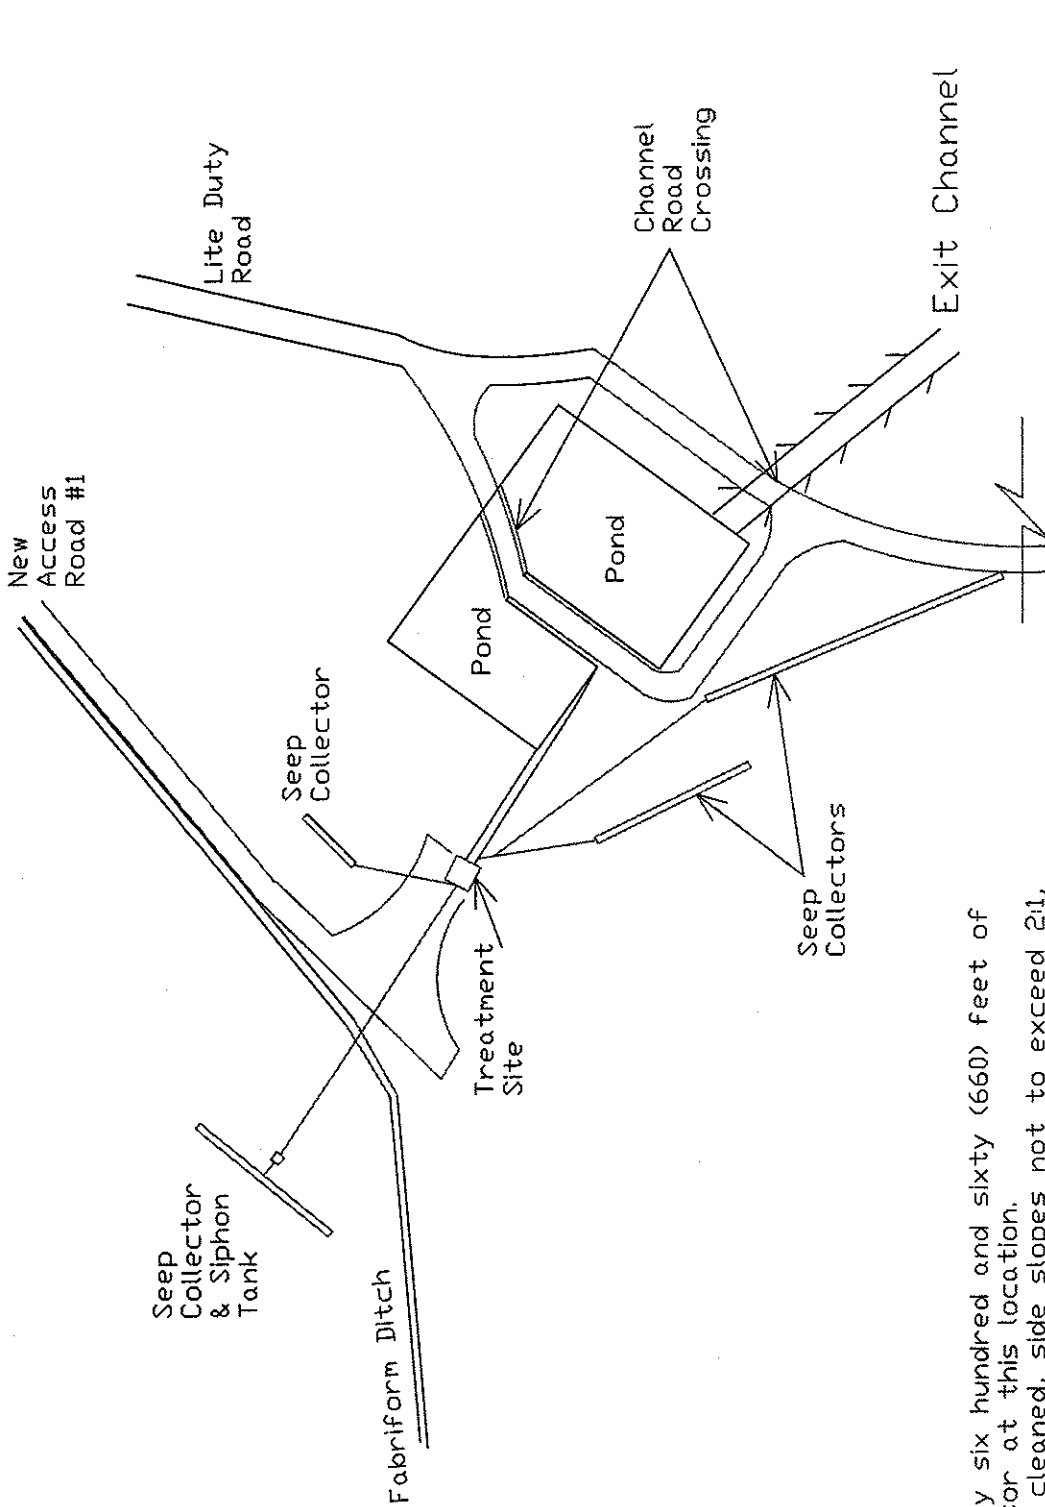 New
Access
Road #1
Lite Duty
Road
Channel
Road
Crossing
Exit Channel
Pond
Pond
Seep
Collector
Seep
Collectors
Treatment
Site
Seep
Collector
& Siphon
Tank
Fabriform Ditch
y six hundred and sixty (660) feet of
or at this location.
cleaned, side slopes not to exceed 2:1,